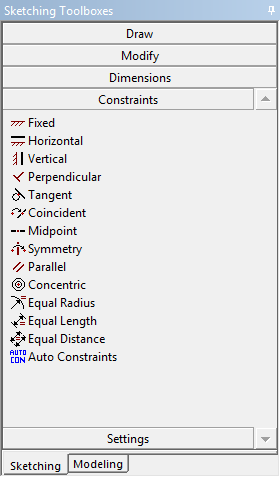 Sketching Toolboxes
Draw
Modify
Dimensions
Constraints
Fixed
Horizontal
Vertical
Perpendicular
Tangent
Coincident
Midpoint
Symmetry
Parallel
Concentric
Equal Radius
Equal Length
Equal Distance
AUTO CON Auto Constraints
Settings
Sketching Modeling